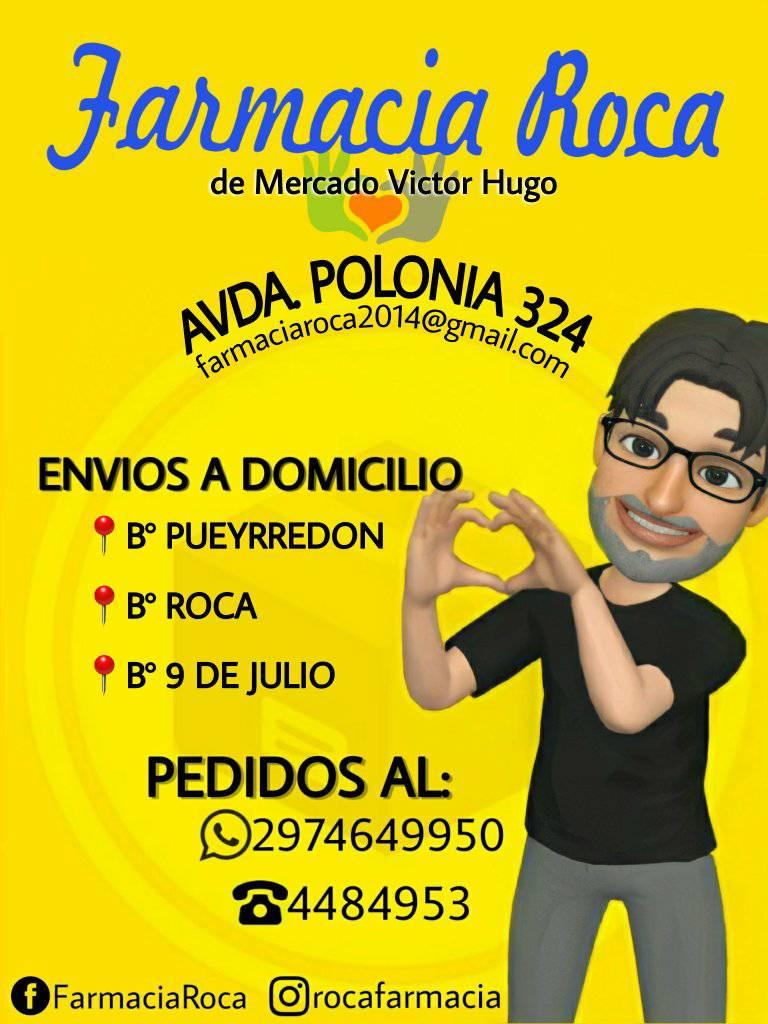 Farmacia Roca
de Mercado Victor Hugo
AVDA. POLONIA 324
farmaciaroca2014@gmail.com
ENVIOS A DOMICILIO
B° PUEYRREDON
B° ROCA
B° 9 DE JULIO
PEDIDOS AL:
2974649950
4484953
FarmaciaRoca
rocafarmacia